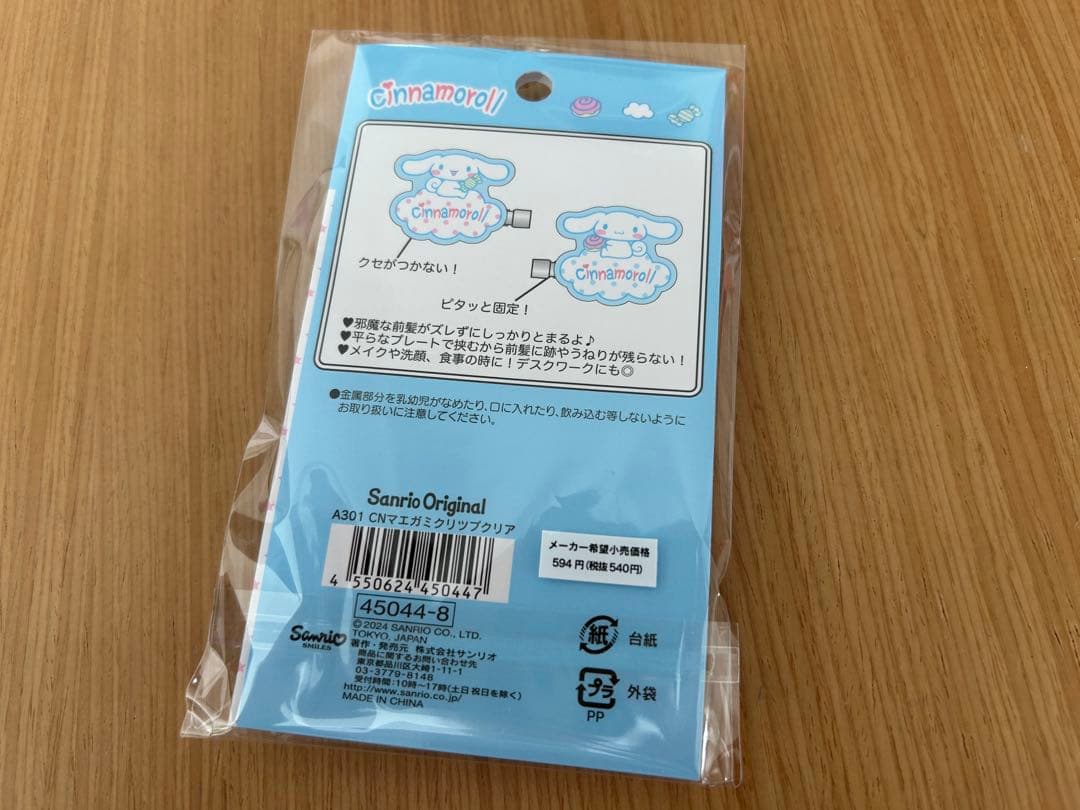 cinnamoroll
cinnamoroll
cinnamoroll
クセがつかない！
ピタッと固定！
♥邪魔な前髪がズレずにしっかりとまるよ♪
♥平らなプレートで挟むから前髪に跡やうねりが残らない！
♥メイクや洗顔、食事の時に！デスクワークにも◎
●金属部分を乳幼児がなめたり、口に入れたり、飲み込む等しないように
お取り扱いに注意してください。
Sanrio Original
A301 CNマエガミクリツプクリア
4 550624 450447
メーカー希望小売価格
594円(税抜540円)
45044-8
©2024 SANRIO CO., LTD.
TOKYO, JAPAN
著作・発売元 株式会社サンリオ
商品に関するお問い合わせ先
東京都品川区大崎1-11-1
03-3779-8148
受付時間：10時～17時(土日祝日を除く)
http://www.sanrio.co.jp/
MADE IN CHINA
Sanrio
SMILES
紙 台紙
プラ 外袋
PP